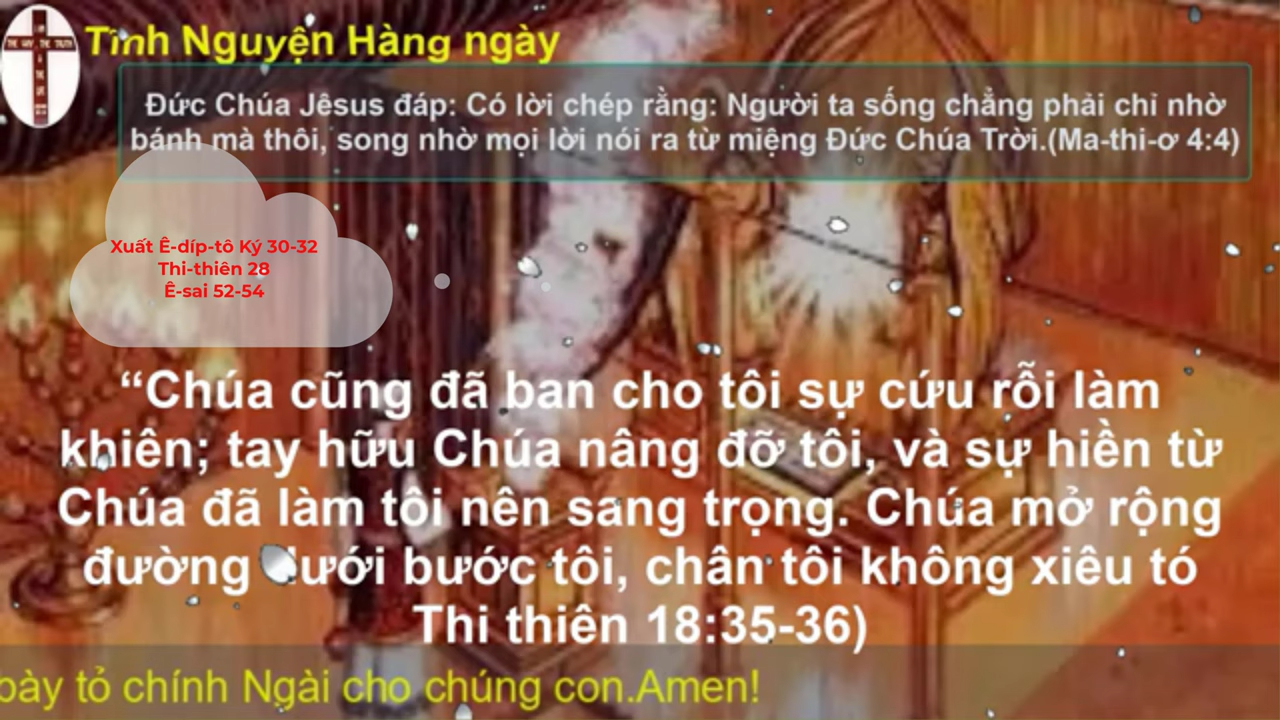 Tĩnh Nguyện Hàng ngày
Đức Chúa Jêsus đáp: Có lời chép rằng: Người ta sống chẳng phải chỉ nhờ
bánh mà thôi, song nhờ mọi lời nói ra từ miệng Đức Chúa Trời.(Ma-thi-ơ 4:4)
Xuất Ê-díp-tô Ký 30-32
Thi-thiên 28
Ê-sai 52-54
“Chúa cũng đã ban cho tôi sự cứu rỗi làm
khiên; tay hữu Chúa nâng đỡ tôi, và sự hiền từ
Chúa đã làm tôi nên sang trọng. Chúa mở rộng
đường dưới bước tôi, chân tôi không xiêu tó
Thi thiên 18:35-36)
bày tỏ chính Ngài cho chúng con.Amen!